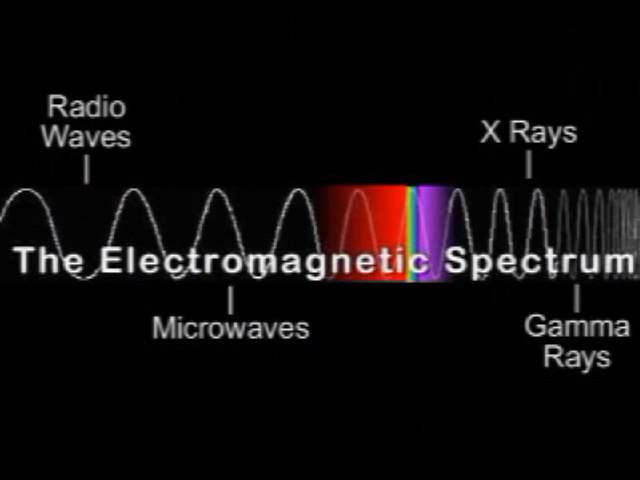 Radio
Waves
X Rays
The Electromagnetic Spectrum
Microwaves
Gamma
Rays